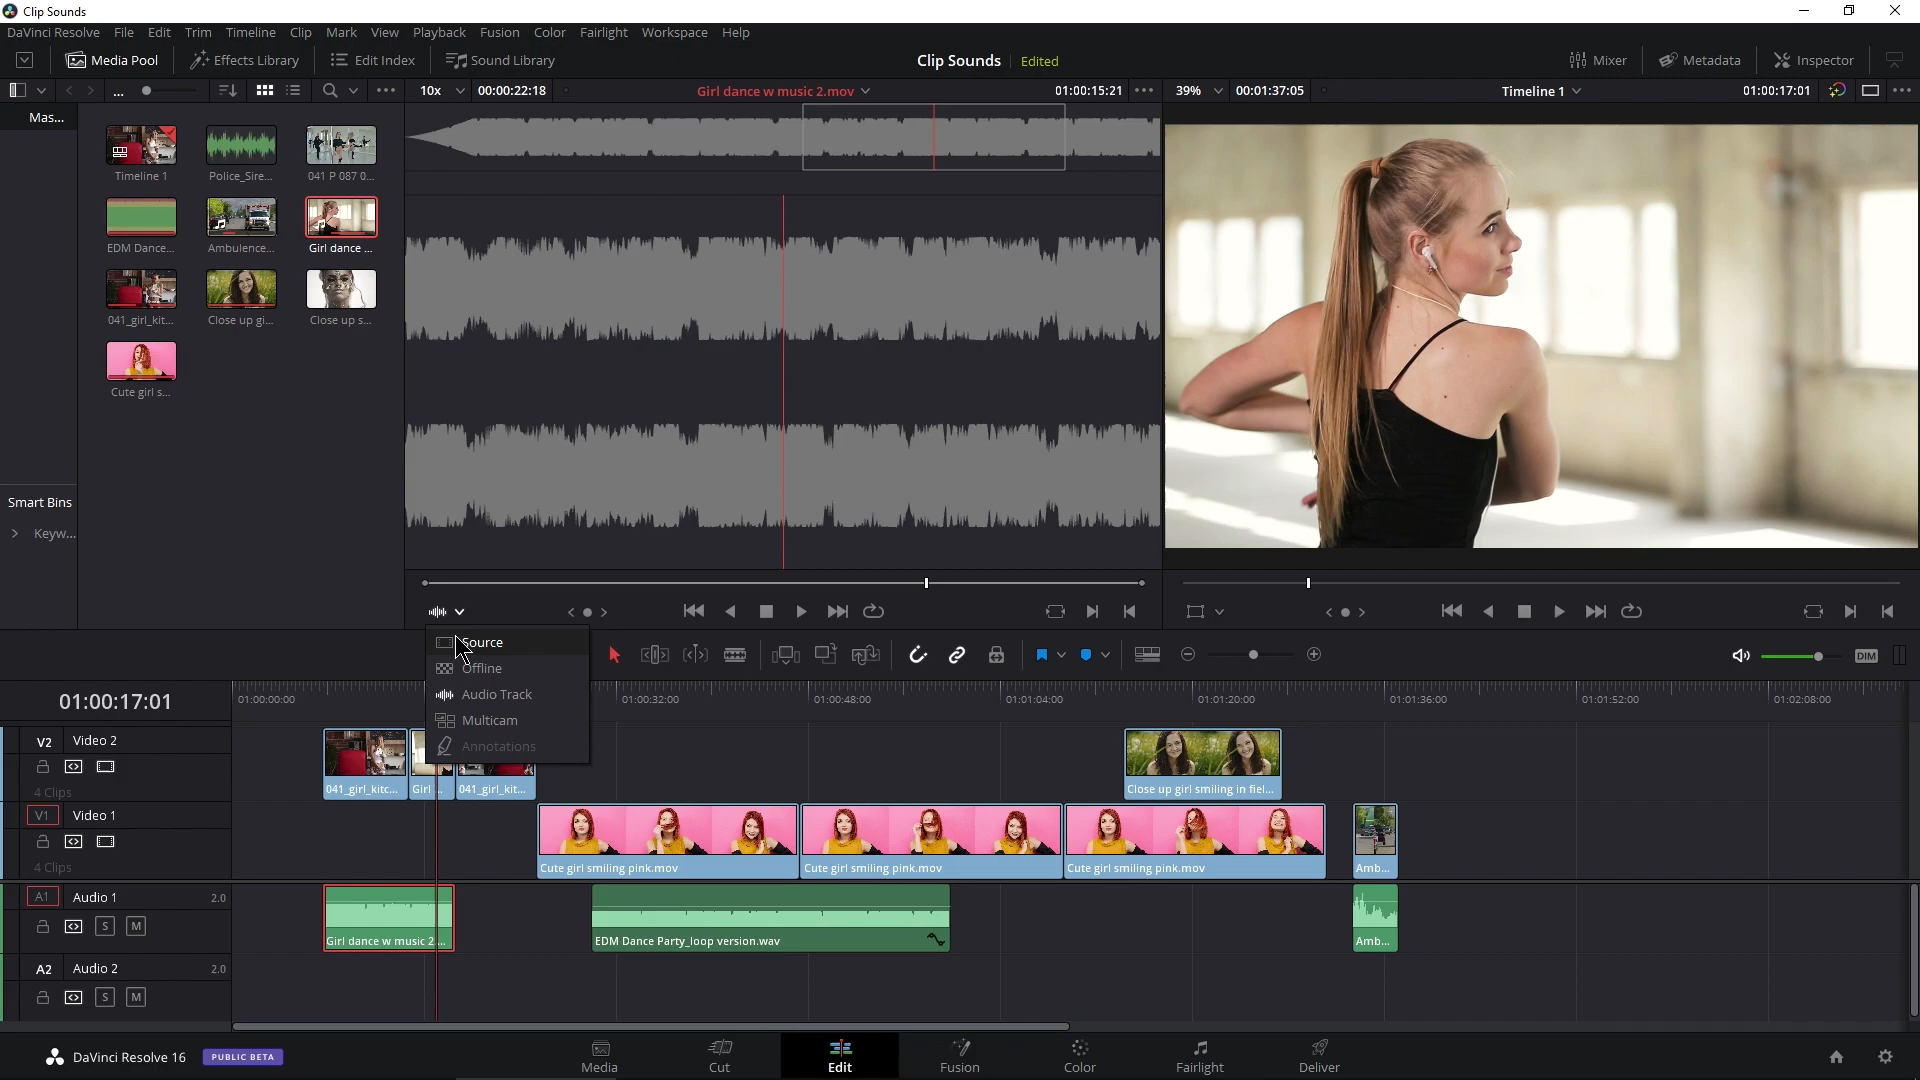 Clip Sounds
DaVinci Resolve File Edit Trim Timeline Clip Mark View Playback Fusion Color Fairlight Workspace Help
Media Pool Effects Library Edit Index Sound Library Clip Sounds Edited Mixer Metadata Inspector
... 10x 00:00:22:18 Girl dance w music 2.mov 01:00:15:21 39% 00:01:37:05 Timeline 1 01:00:17:01
Mas...
Timeline 1 Police_Sire... 041 P 087 0...
EDM Dance... Ambulence... Girl dance ...
041_girl_kit... Close up gi... Close up s...
Cute girl s...
Smart Bins
Keyw...
Source
Offline
Audio Track
Multicam
Annotations
DIM
01:00:17:01 01:00:00:00 01:00:32:00 01:00:48:00 01:01:04:00 01:01:20:00 01:01:36:00 01:01:52:00 01:02:08:00
V2 Video 2
4 Clips 041_girl_kitc... Girl ... 041_girl_kit... Close up girl smiling in fiel...
V1 Video 1
4 Clips Cute girl smiling pink.mov Cute girl smiling pink.mov Cute girl smiling pink.mov Amb...
A1 Audio 1 2.0
S M
Girl dance w music 2.... EDM Dance Party_loop version.wav Amb...
A2 Audio 2 2.0
S M
DaVinci Resolve 16 PUBLIC BETA
Media Cut Edit Fusion Color Fairlight Deliver